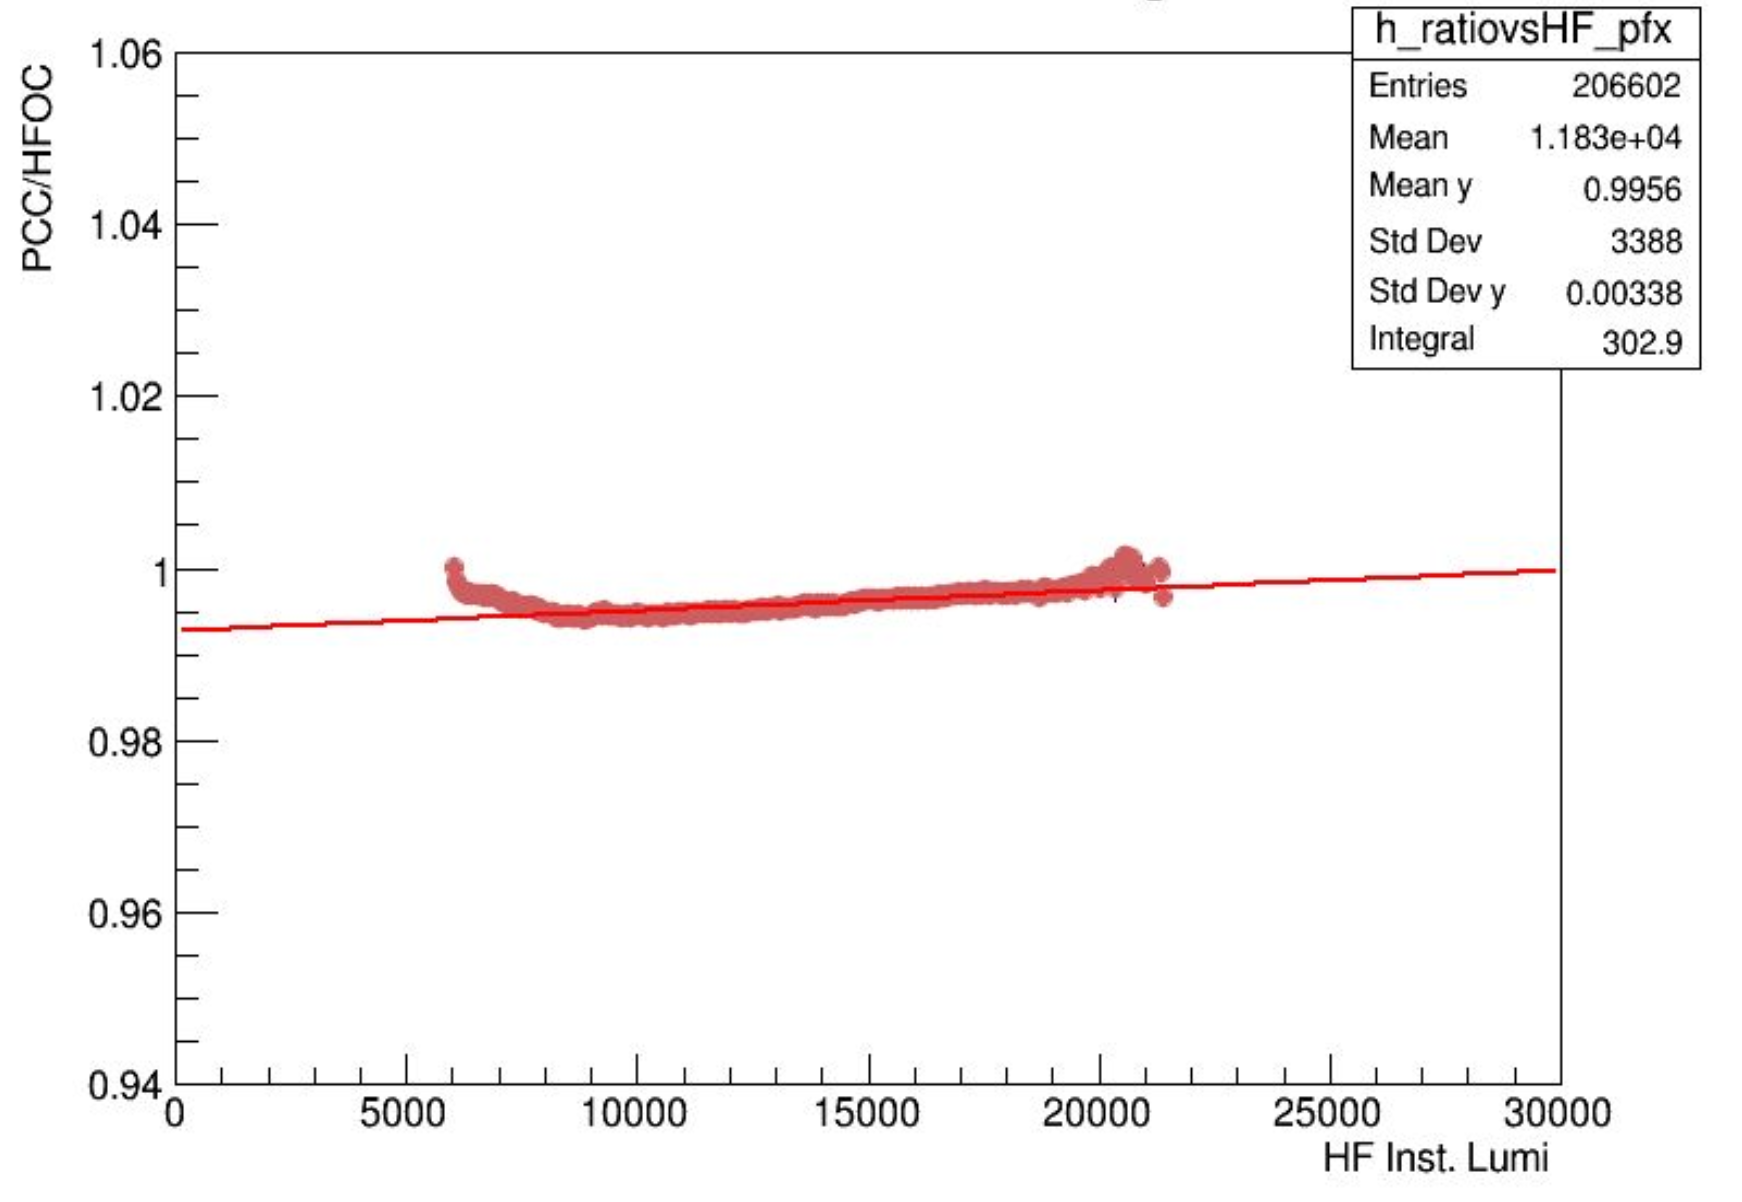 h_ratiovsHF_pfx
Entries 206602
Mean 1.183e+04
Mean y 0.9956
Std Dev 3388
Std Dev y 0.00338
Integral 302.9
PCC/HFOC
1.06
1.04
1.02
1
0.98
0.96
0.94
0 5000 10000 15000 20000 25000 30000
HF Inst. Lumi